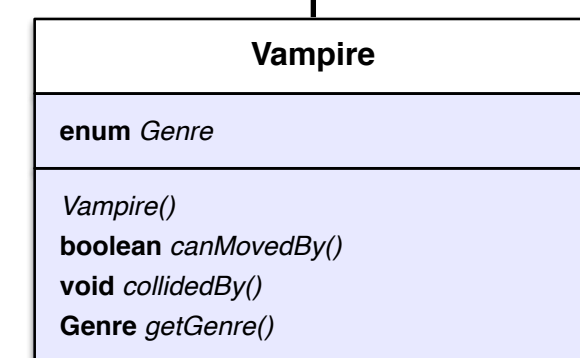 Vampire
enum Genre
Vampire()
boolean canMovedBy()
void collidedBy()
Genre getGenre()